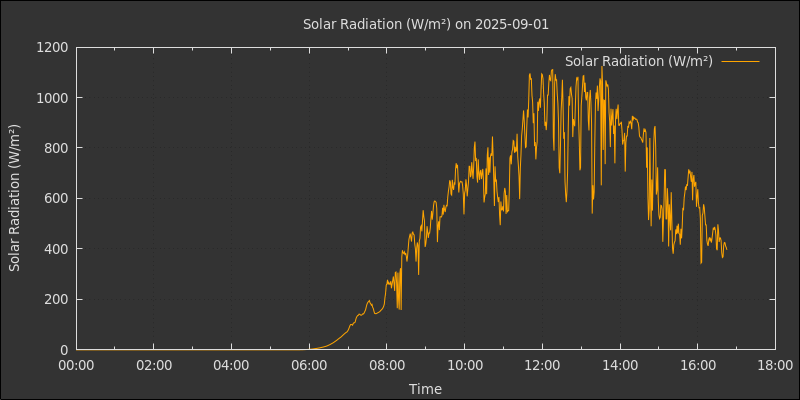 Solar Radiation (W/m²) on 2025-09-01
Solar Radiation (W/m²)
Solar Radiation (W/m²)
1200
1000
800
600
400
200
0
00:00 02:00 04:00 06:00 08:00 10:00 12:00 14:00 16:00 18:00
Time